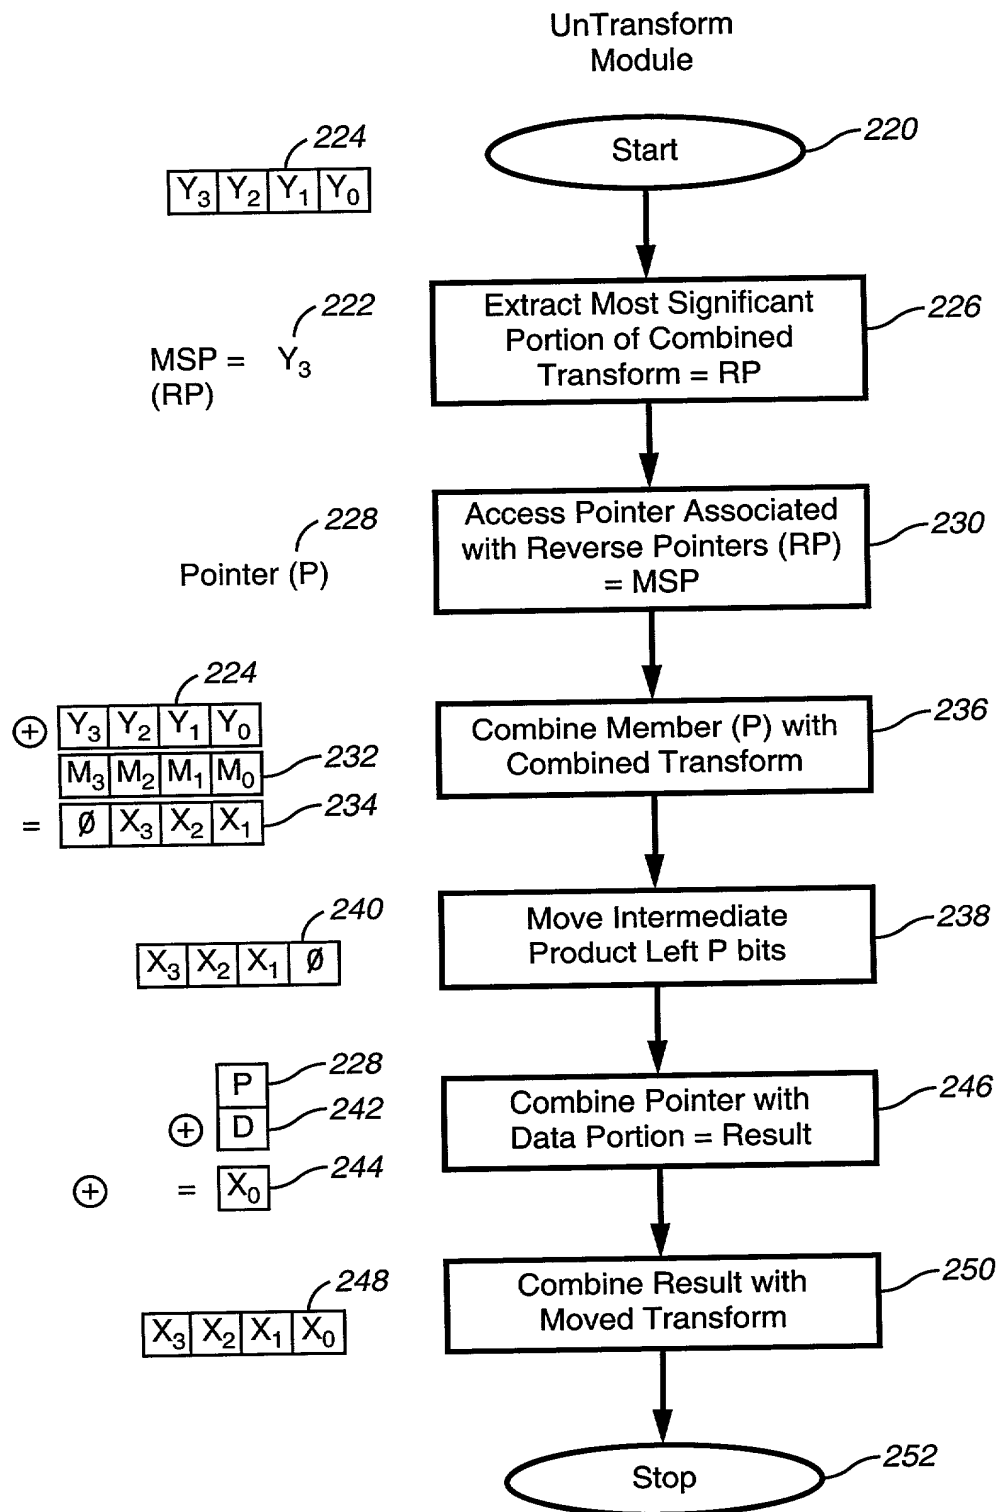 UnTransform
Module
224
Y3 Y2 Y1 Y0
Start
220
222
MSP = Y3
(RP)
Extract Most Significant
Portion of Combined
Transform = RP
226
228
Pointer (P)
Access Pointer Associated
with Reverse Pointers (RP)
= MSP
230
224
⊕ Y3 Y2 Y1 Y0
M3 M2 M1 M0 232
= Ø X3 X2 X1 234
Combine Member (P) with
Combined Transform
236
240
X3 X2 X1 Ø
Move Intermediate
Product Left P bits
238
P 228
⊕ D 242
⊕ = X0 244
Combine Pointer with
Data Portion = Result
246
248
X3 X2 X1 X0
Combine Result with
Moved Transform
250
Stop
252